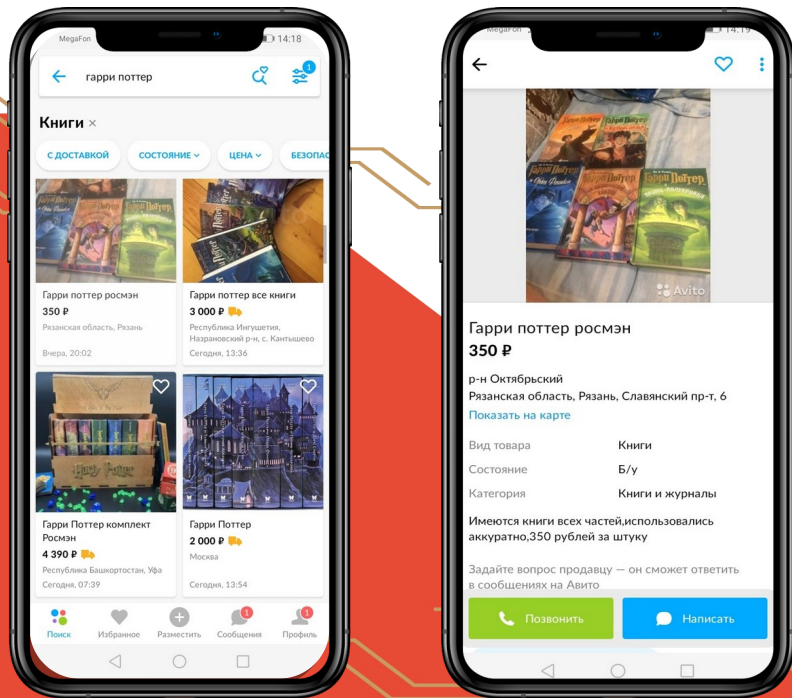 MegaFon
14:18
гарри поттер
1
Книги ×
С ДОСТАВКОЙ
СОСТОЯНИЕ
ЦЕНА
БЕЗОПАС
Гарри поттер росмэн
350 ₽
Рязанская область, Рязань
Вчера, 20:02
Гарри поттер все книги
3 000 ₽
Республика Ингушетия,
Назрановский р-н, с. Кантышево
Сегодня, 13:36
Harry Potter
Гарри Поттер комплект
Росмэн
4 390 ₽
Республика Башкортостан, Уфа
Сегодня, 07:39
Гарри Поттер
2 000 ₽
Москва
Сегодня, 13:54
1
1
Поиск
Избранное
Разместить
Сообщения
Профиль
MegaFon
14:19
Avito
Гарри поттер росмэн
350 ₽
р-н Октябрьский
Рязанская область, Рязань, Славянский пр-т, 6
Показать на карте
Вид товара Книги
Состояние Б/у
Категория Книги и журналы
Имеются книги всех частей,использовались
аккуратно,350 рублей за штуку
Задайте вопрос продавцу — он сможет ответить
в сообщениях на Авито
Позвонить
Написать